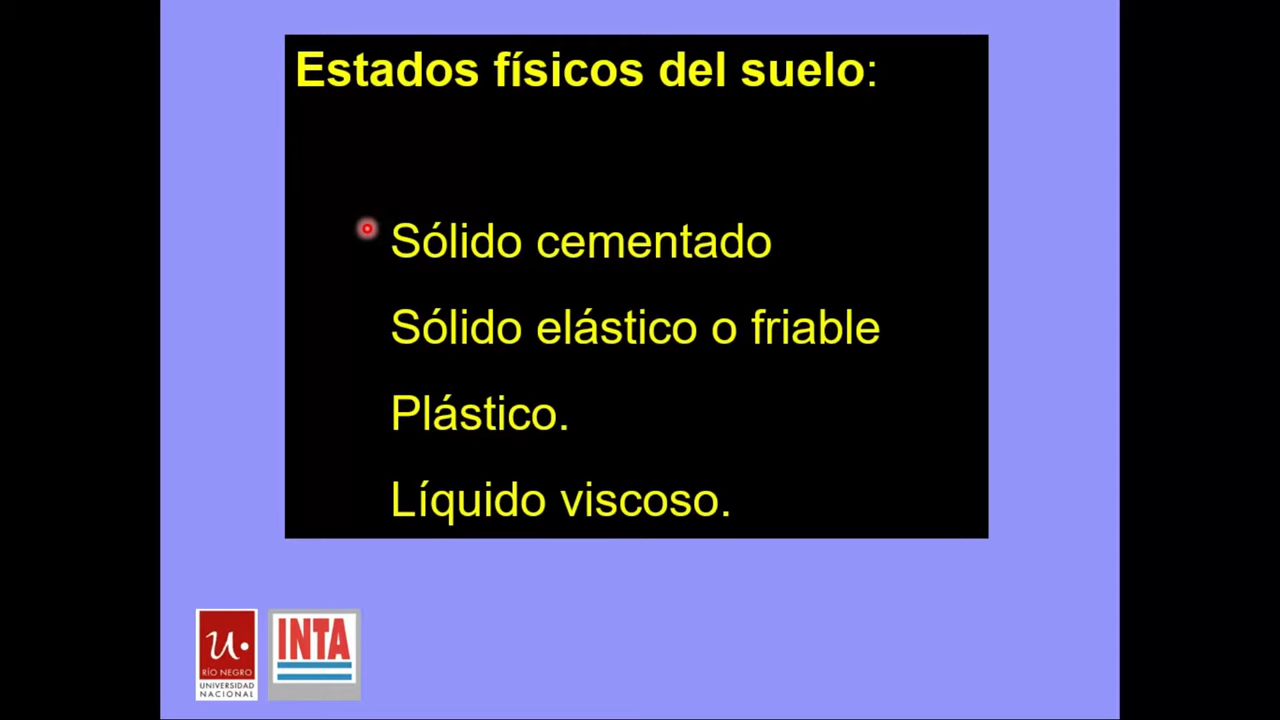 Estados físicos del suelo:
Sólido cementado
Sólido elástico o friable
Plástico.
Líquido viscoso.
u.
RÍO NEGRO
UNIVERSIDAD
NACIONAL
INTA